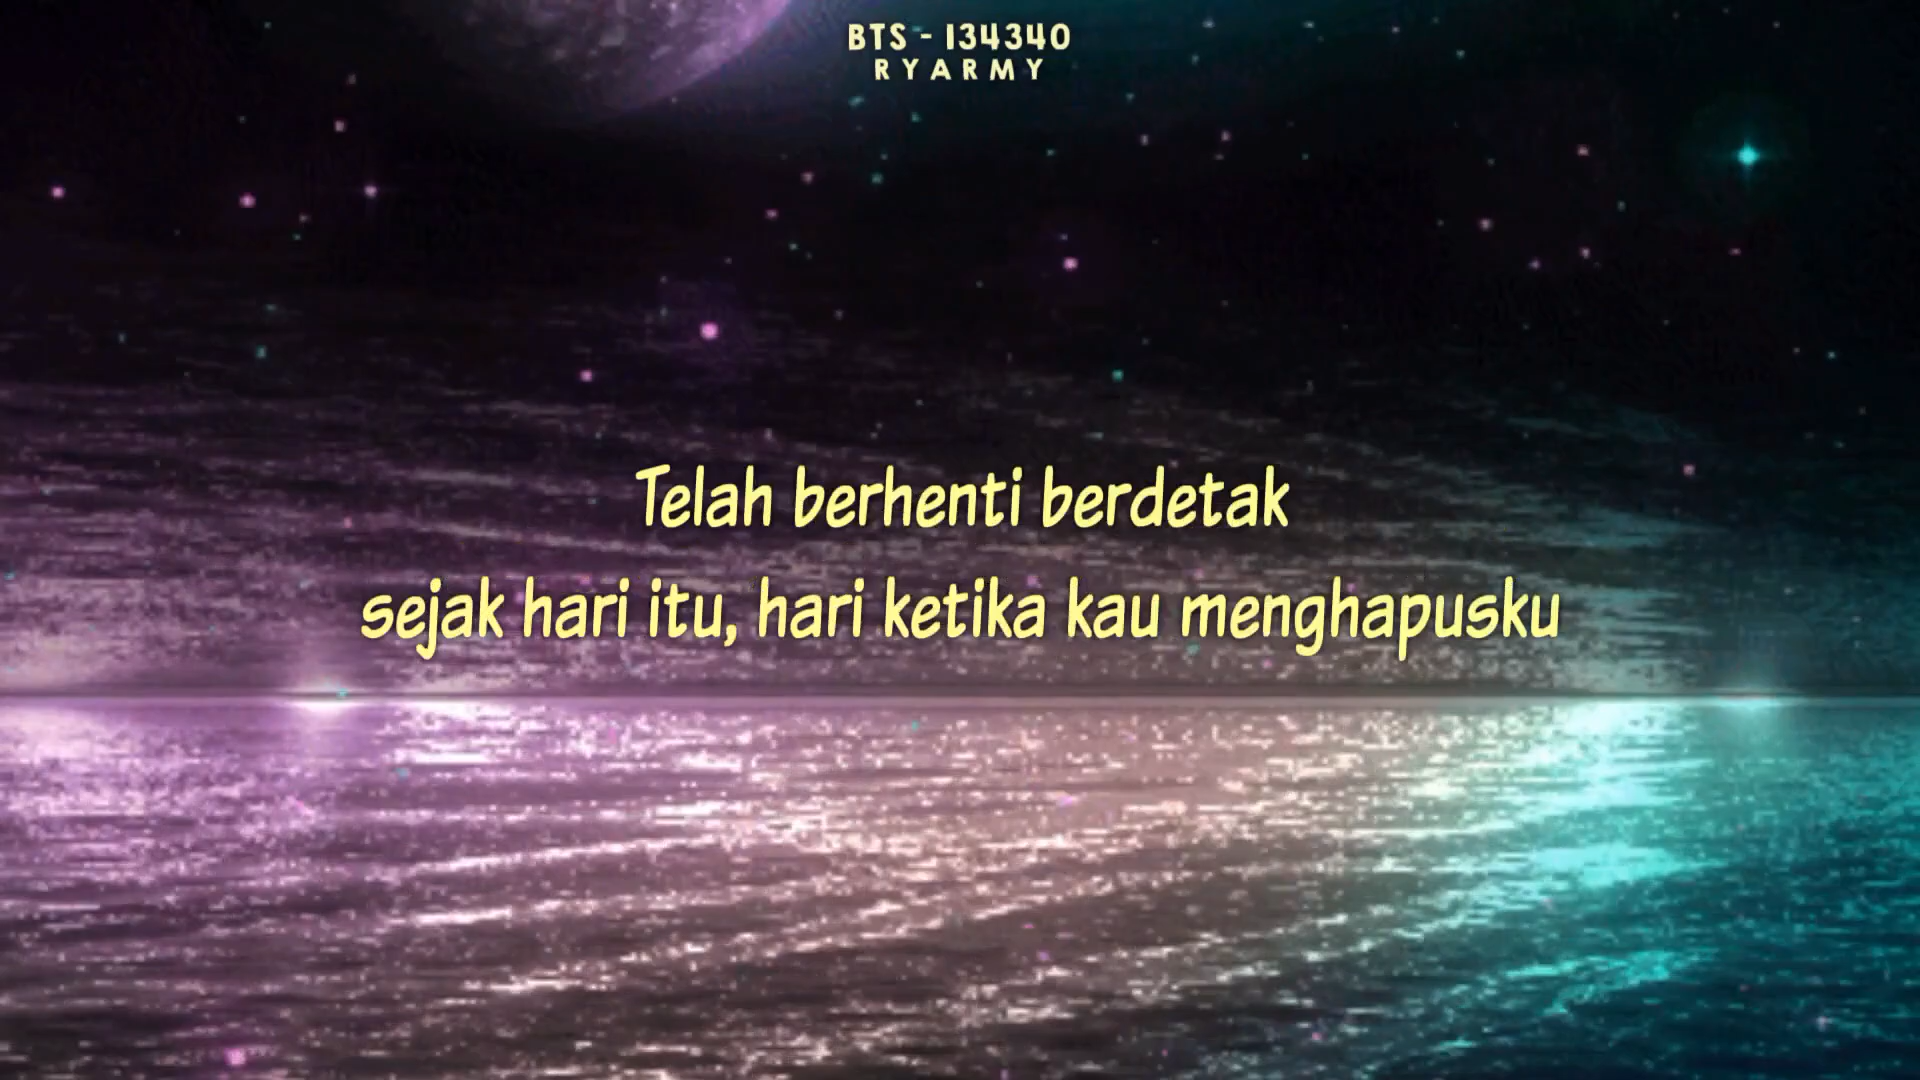 BTS - 134340
RYARMY
Telah berhenti berdetak
sejak hari itu, hari ketika kau menghapusku